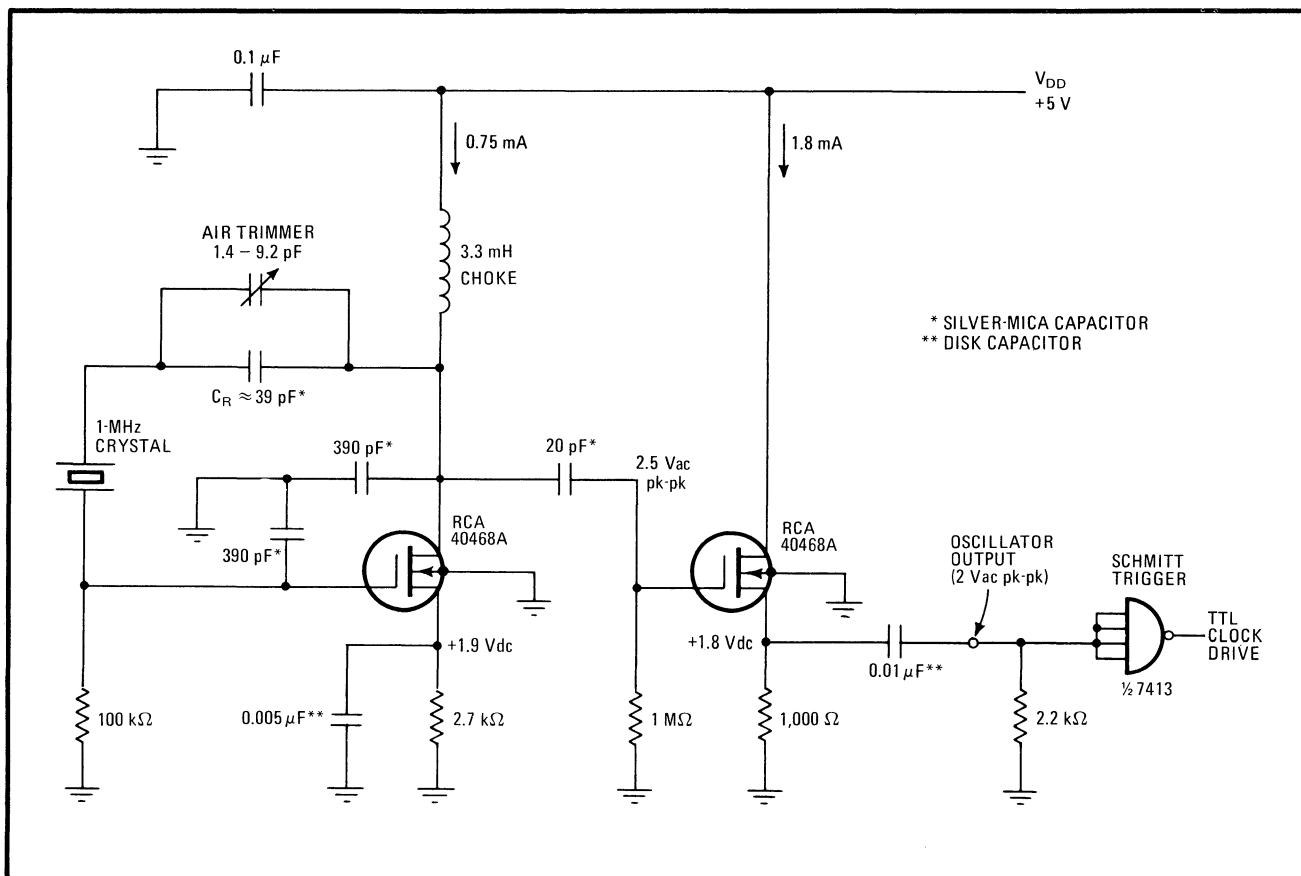 0.1 µF
V_DD
+5 V
0.75 mA
1.8 mA
AIR TRIMMER
1.4 – 9.2 pF
3.3 mH
CHOKE
* SILVER-MICA CAPACITOR
** DISK CAPACITOR
C_R ≈ 39 pF*
1-MHz
CRYSTAL
390 pF*
20 pF*
2.5 Vac
pk-pk
RCA
40468A
390 pF*
RCA
40468A
OSCILLATOR
OUTPUT
(2 Vac pk-pk)
SCHMITT
TRIGGER
TTL
CLOCK
DRIVE
+1.9 Vdc
+1.8 Vdc
0.01 µF**
½ 7413
100 kΩ
0.005 µF**
2.7 kΩ
1 MΩ
1,000 Ω
2.2 kΩ